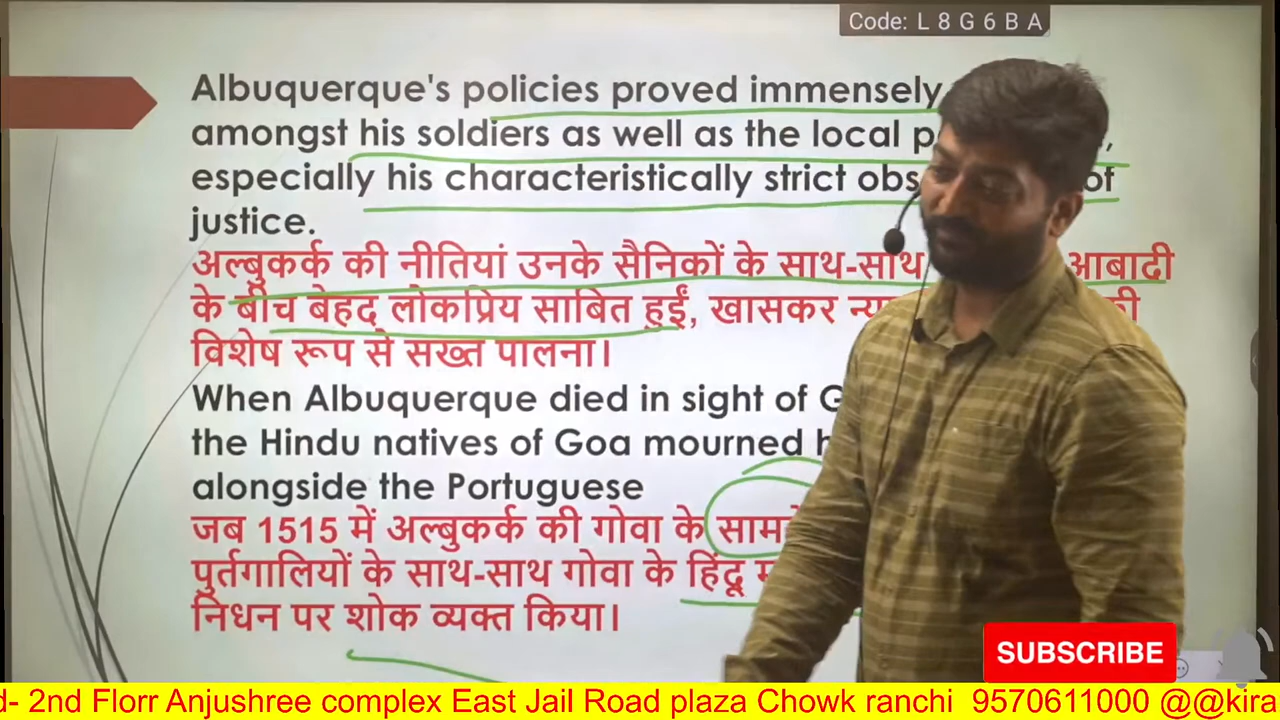 Code: L 8 G 6 B A
Albuquerque's policies proved immensely
amongst his soldiers as well as the local
especially his characteristically strict of
justice.
अल्बुकर्क की नीतियां उनके सैनिकों के साथ-साथ आबादी
के बीच बेहद लोकप्रिय साबित हुईं, खासकर की
विशेष रूप से सख्त पालना।
When Albuquerque died in sight of
the Hindu natives of Goa mourned
alongside the Portuguese
जब 1515 में अल्बुकर्क की गोवा के
पुर्तगालियों के साथ-साथ गोवा के हिंदू
निधन पर शोक व्यक्त किया।
SUBSCRIBE
2nd Florr Anjushree complex East Jail Road plaza Chowk ranchi 9570611000